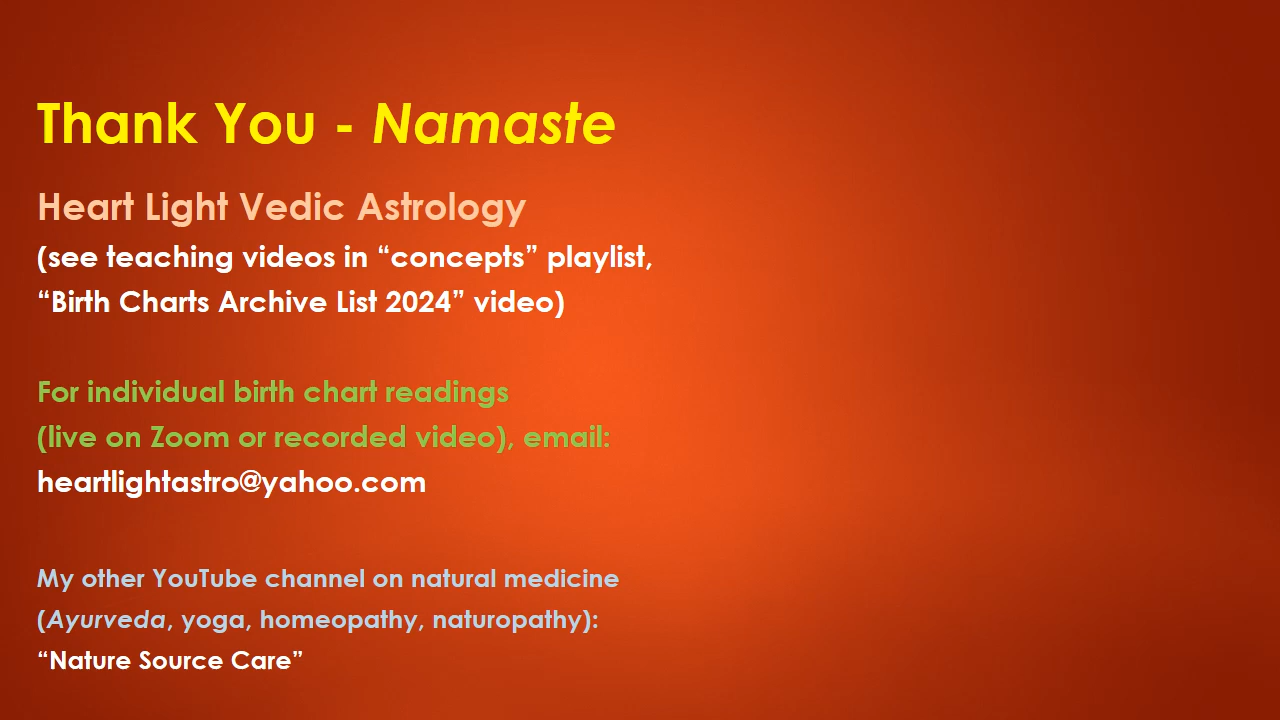 Thank You - Namaste
Heart Light Vedic Astrology
(see teaching videos in “concepts” playlist,
“Birth Charts Archive List 2024” video)
For individual birth chart readings
(live on Zoom or recorded video), email:
heartlightastro@yahoo.com
My other YouTube channel on natural medicine
(Ayurveda, yoga, homeopathy, naturopathy):
“Nature Source Care”